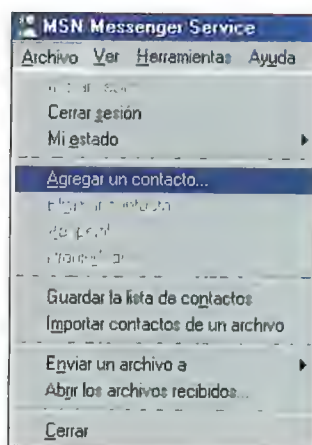 MSN Messenger Service
Archivo Ver Herramientas Ayuda
Cerrar sesión
Mi estado
Agregar un contacto...
Guardar la lista de contactos
Importar contactos de un archivo
Enviar un archivo a
Abrir los archivos recibidos...
Cerrar